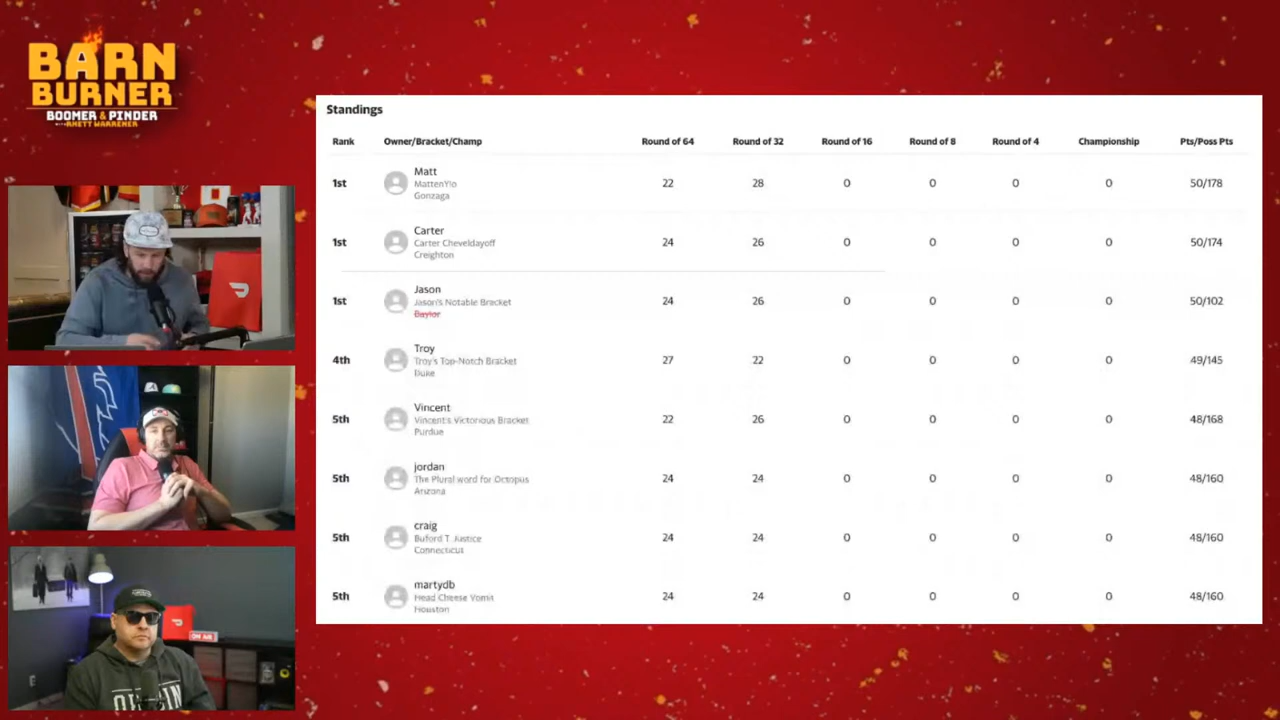 BARN
BURNER
BOOMER & PINDER
WITH RHETT WARRENER
Standings
Rank Owner/Bracket/Champ Round of 64 Round of 32 Round of 16 Round of 8 Round of 4 Championship Pts/Poss Pts
1st Matt 22 28 0 0 0 0 50/178
MattenYlo
Gonzaga
1st Carter 24 26 0 0 0 0 50/174
Carter Cheveldayoff
Creighton
1st Jason 24 26 0 0 0 0 50/102
Jason's Notable Bracket
Baylor
4th Troy 27 22 0 0 0 0 49/145
Troy's Top-Notch Bracket
Duke
5th Vincent 22 26 0 0 0 0 48/168
Vincent's Victorious Bracket
Purdue
5th jordan 24 24 0 0 0 0 48/160
The Plural word for Octopus
Arizona
5th craig 24 24 0 0 0 0 48/160
Buford T. Justice
Connecticut
5th martydb 24 24 0 0 0 0 48/160
Head Cheese Vomit
Houston
ON AIR